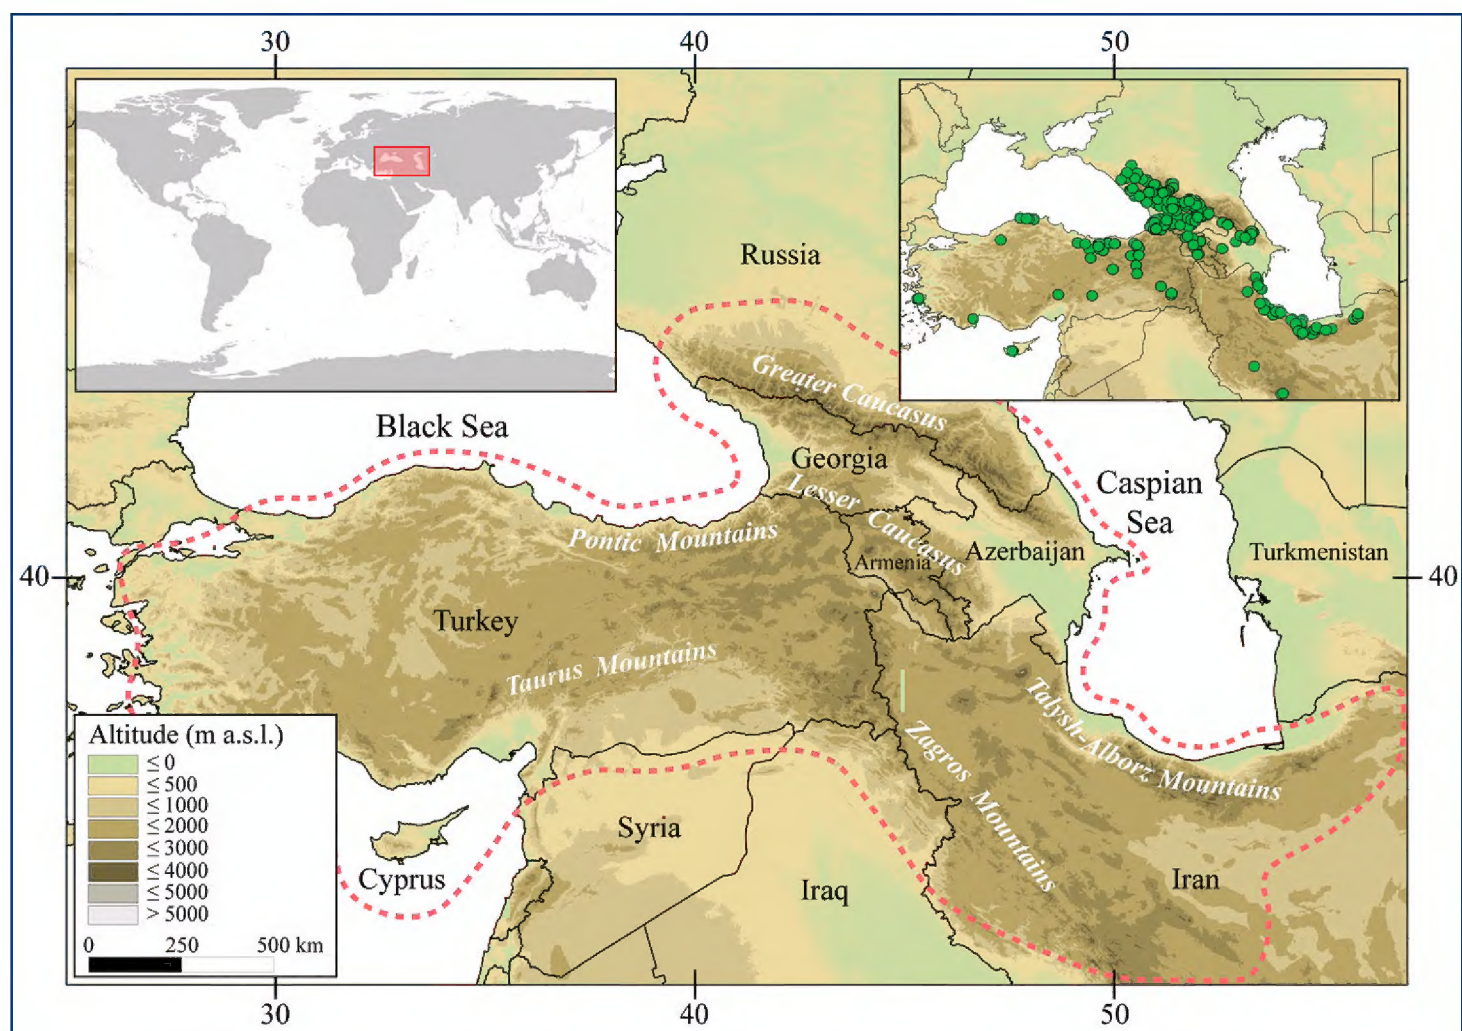 30 40 50
Russia
Greater Caucasus
Black Sea
Georgia
Caspian
Sea
Lesser Caucasus
Pontic Mountains
Azerbaijan
Turkmenistan
Armenia
40 40
Turkey
Taurus Mountains
Talysh-Alborz Mountains
Zagros Mountains
Altitude (m a.s.l.)
≤ 0
≤ 500
≤ 1000
≤ 2000
≤ 3000
≤ 4000
≤ 5000
> 5000
0 250 500 km
Syria
Cyprus
Iraq
Iran
30 40 50